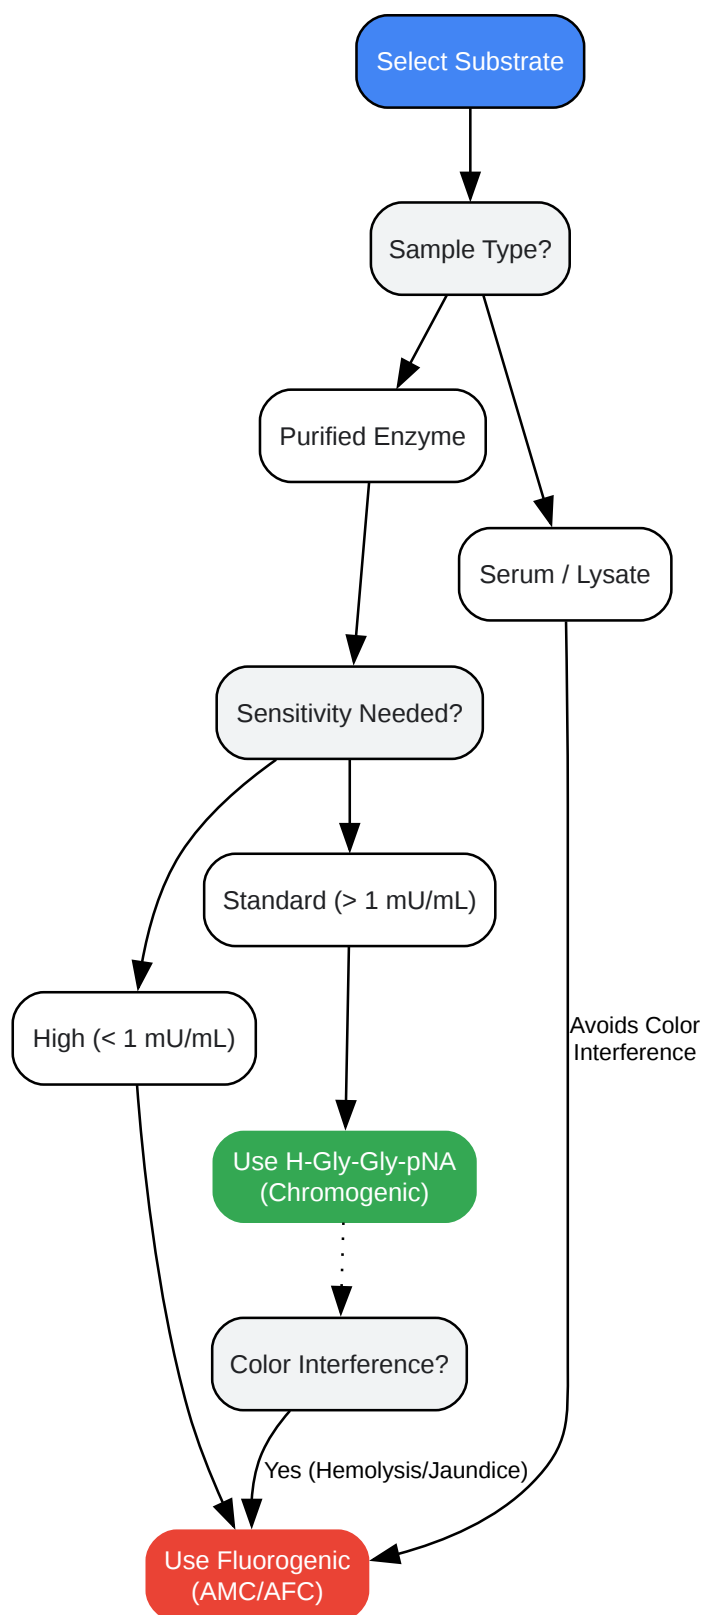 Select Substrate
Sample Type?
Purified Enzyme
Serum / Lysate
Sensitivity Needed?
Standard (> 1 mU/mL)
High (< 1 mU/mL)
Avoids Color
Interference
Use H-Gly-Gly-pNA
(Chromogenic)
Color Interference?
Yes (Hemolysis/Jaundice)
Use Fluorogenic
(AMC/AFC)